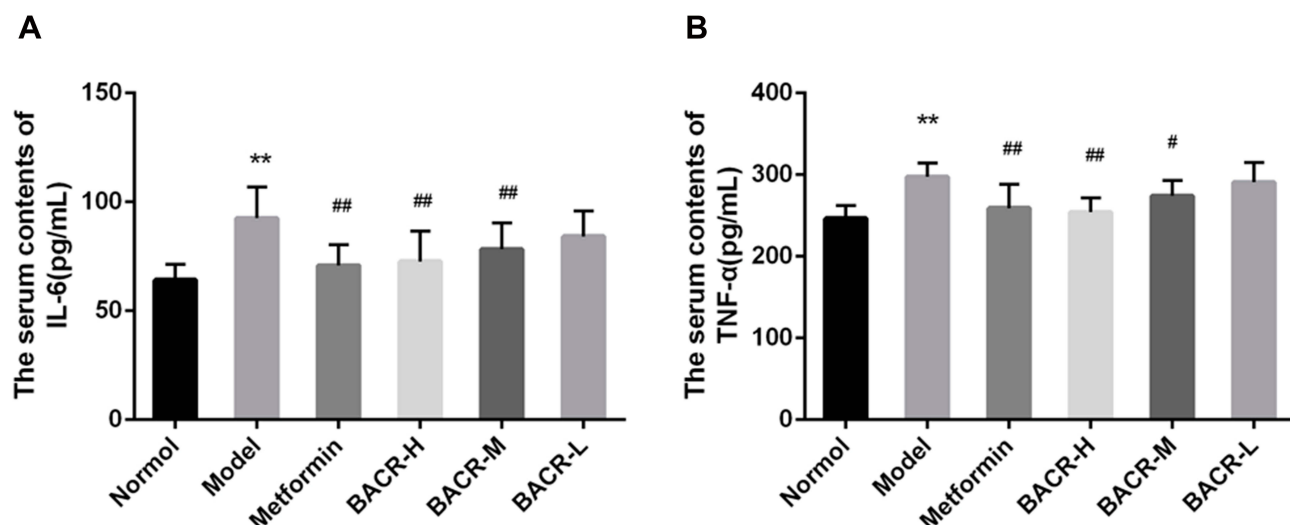 A
The serum contents of
IL-6(pg/mL)
150
100
50
0
**
##
##
##
Normol
Model
Metformin
BACR-H
BACR-M
BACR-L
B
The serum contents of
TNF-α(pg/mL)
400
300
200
100
0
**
##
##
#
Normol
Model
Metformin
BACR-H
BACR-M
BACR-L